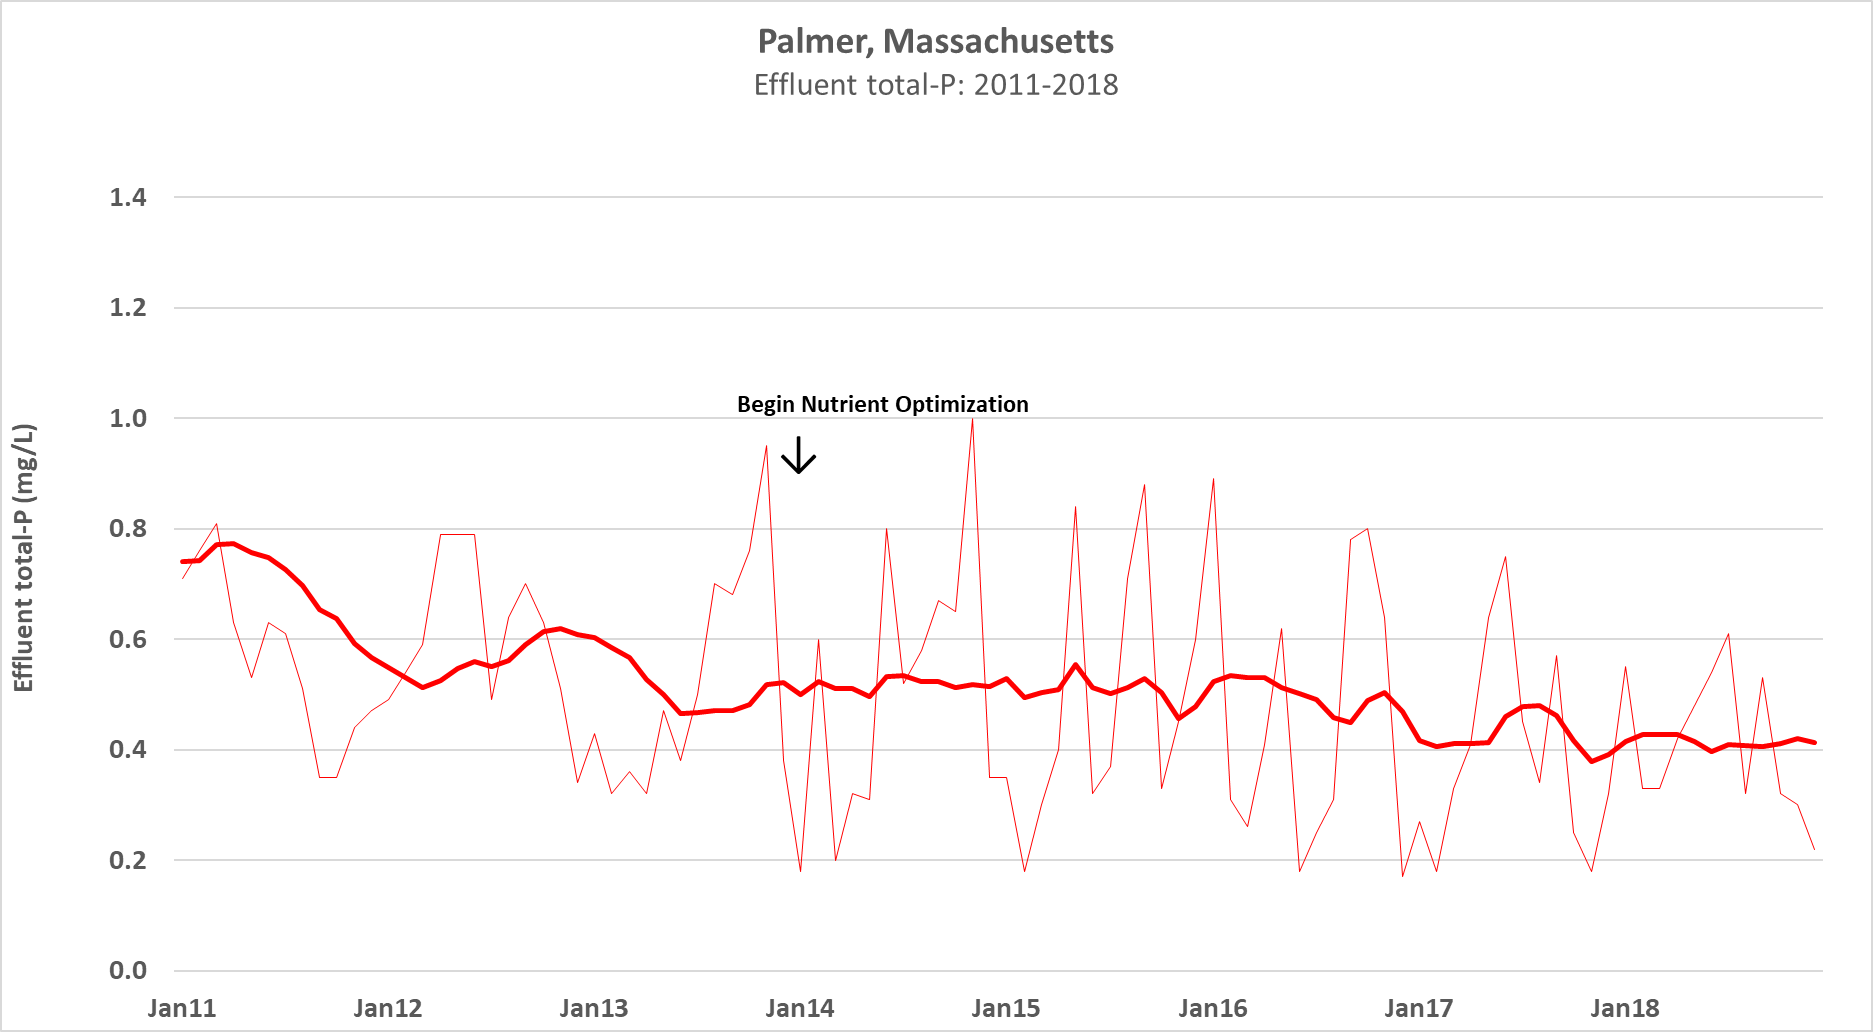 Palmer, Massachusetts
Effluent total-P: 2011-2018
Effluent total-P (mg/L)
1.4
1.2
1.0
0.8
0.6
0.4
0.2
0.0
Begin Nutrient Optimization
Jan11 Jan12 Jan13 Jan14 Jan15 Jan16 Jan17 Jan18